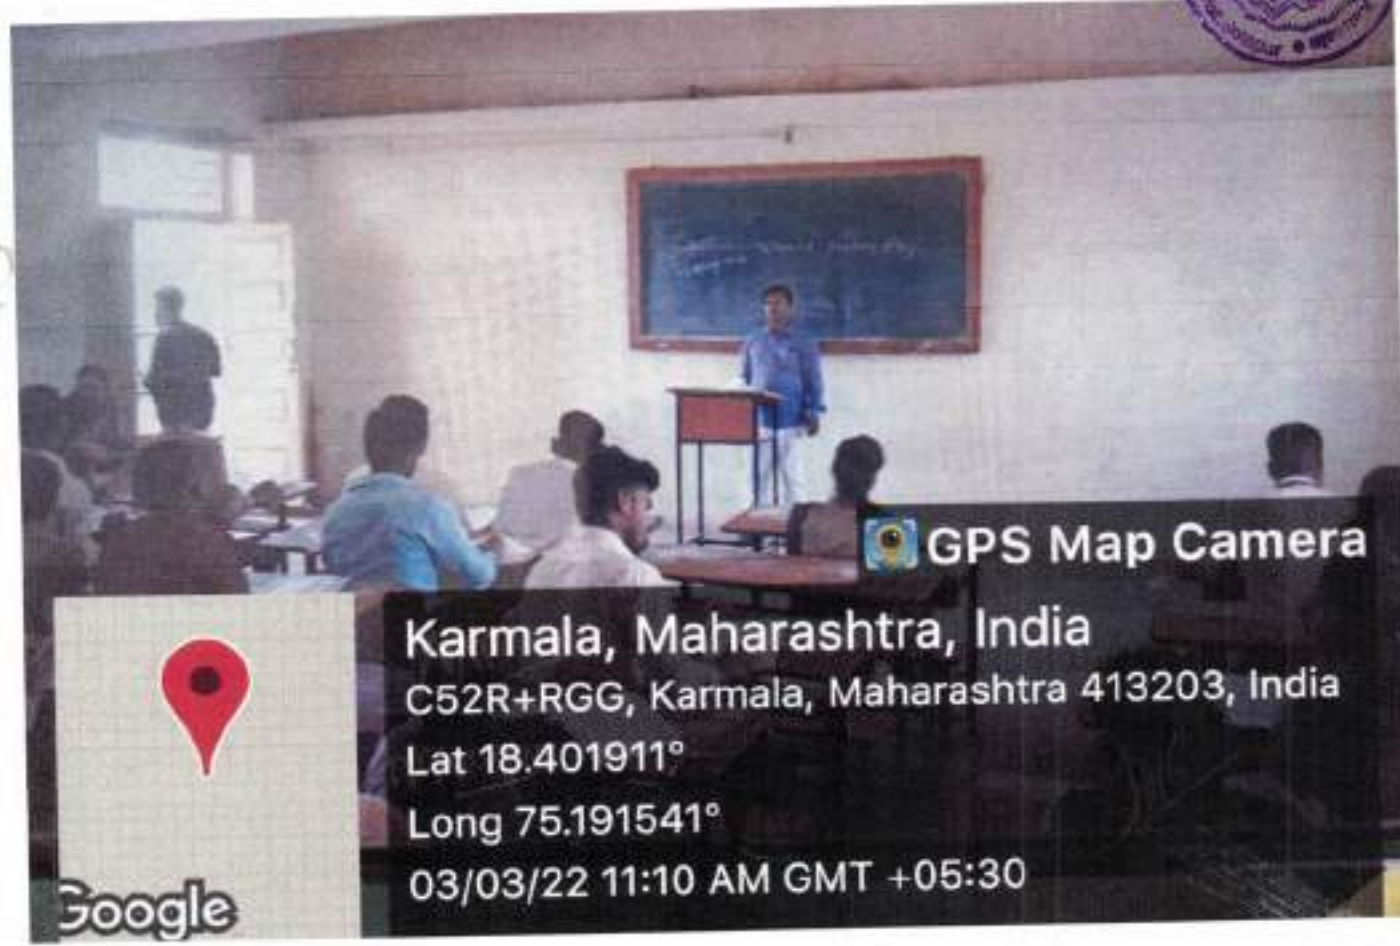 Solapur
GPS Map Camera
Karmala, Maharashtra, India
C52R+RGG, Karmala, Maharashtra 413203, India
Lat 18.401911°
Long 75.191541°
03/03/22 11:10 AM GMT +05:30
Google